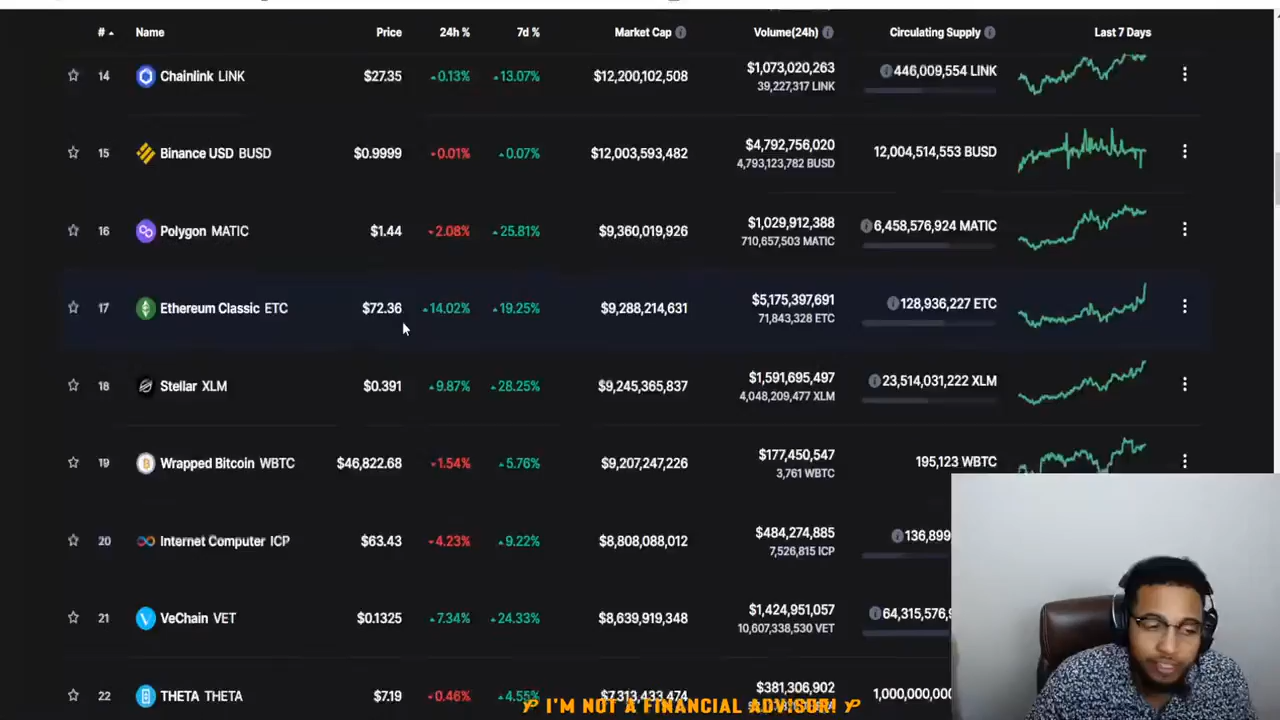 # Name Price 24h % 7d % Market Cap Volume(24h) Circulating Supply Last 7 Days
14 Chainlink LINK $27.35 0.13% 13.07% $12,200,102,508 $1,073,020,263 446,009,554 LINK
39,227,317 LINK
15 Binance USD BUSD $0.9999 0.01% 0.07% $12,003,593,482 $4,792,756,020 12,004,514,553 BUSD
4,793,123,782 BUSD
16 Polygon MATIC $1.44 2.08% 25.81% $9,360,019,926 $1,029,912,388 6,458,576,924 MATIC
710,657,503 MATIC
17 Ethereum Classic ETC $72.36 14.02% 19.25% $9,288,214,631 $5,175,397,691 128,936,227 ETC
71,843,328 ETC
18 Stellar XLM $0.391 9.87% 28.25% $9,245,365,837 $1,591,695,497 23,514,031,222 XLM
4,048,209,477 XLM
19 Wrapped Bitcoin WBTC $46,822.68 1.54% 5.76% $9,207,247,226 $177,450,547 195,123 WBTC
3,761 WBTC
20 Internet Computer ICP $63.43 4.23% 9.22% $8,808,088,012 $484,274,885 136,899
7,526,815 ICP
21 VeChain VET $0.1325 7.34% 24.33% $8,639,919,348 $1,424,951,057 64,315,576,9
10,607,338,530 VET
22 THETA THETA $7.19 0.46% 4.55% $7,313,433,474 $381,306,902 1,000,000,000
I'M NOT A FINANCIAL ADVISOR!